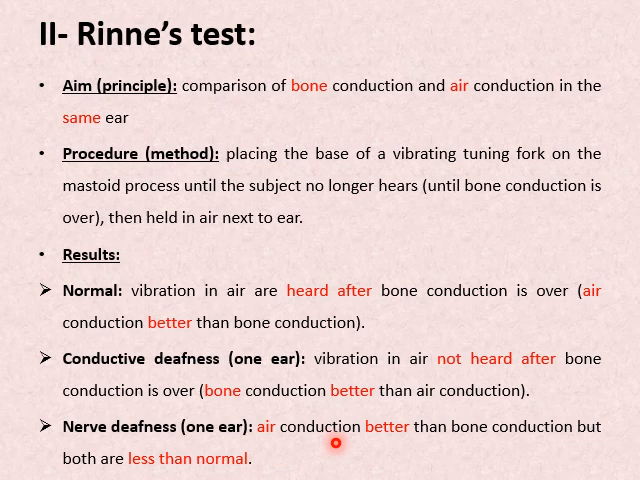 II- Rinne’s test:
• Aim (principle): comparison of bone conduction and air conduction in the
same ear
• Procedure (method): placing the base of a vibrating tuning fork on the
mastoid process until the subject no longer hears (until bone conduction is
over), then held in air next to ear.
• Results:
➢ Normal: vibration in air are heard after bone conduction is over (air
conduction better than bone conduction).
➢ Conductive deafness (one ear): vibration in air not heard after bone
conduction is over (bone conduction better than air conduction).
➢ Nerve deafness (one ear): air conduction better than bone conduction but
both are less than normal.